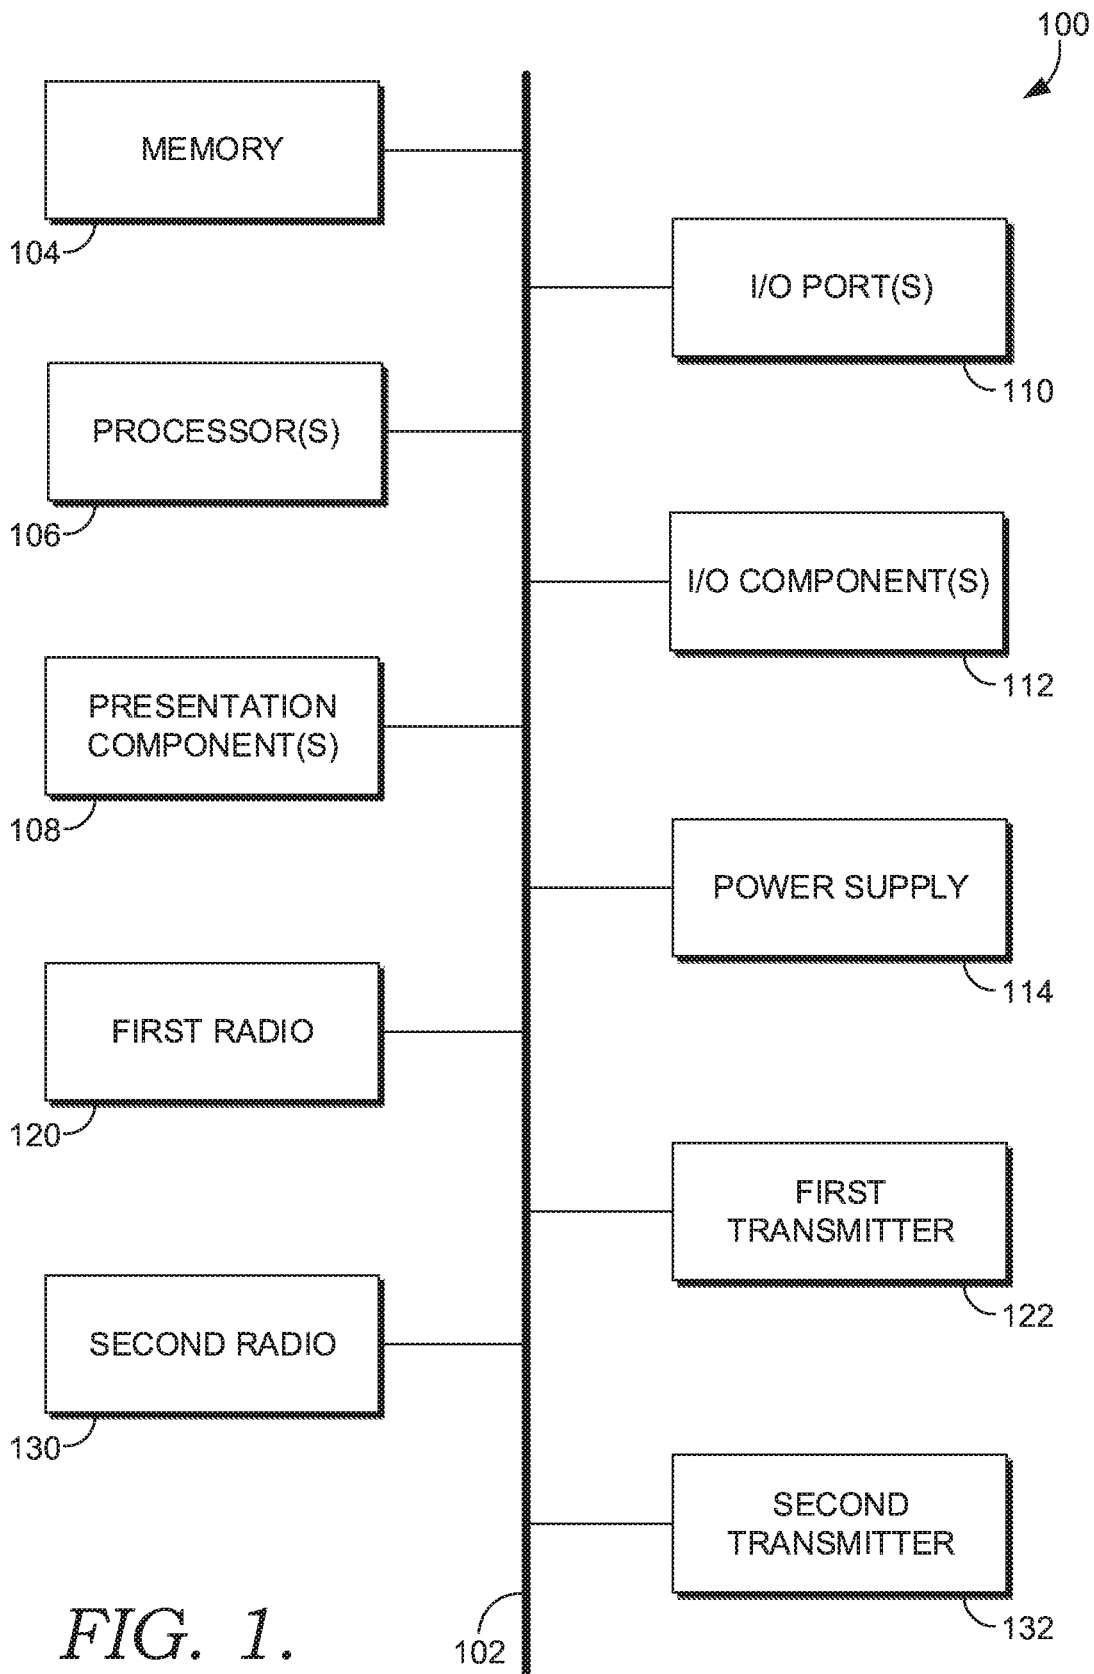 100
MEMORY
104
I/O PORT(S)
110
PROCESSOR(S)
106
I/O COMPONENT(S)
112
PRESENTATION
COMPONENT(S)
108
POWER SUPPLY
114
FIRST RADIO
120
FIRST
TRANSMITTER
122
SECOND RADIO
130
SECOND
TRANSMITTER
132
102
FIG. 1.